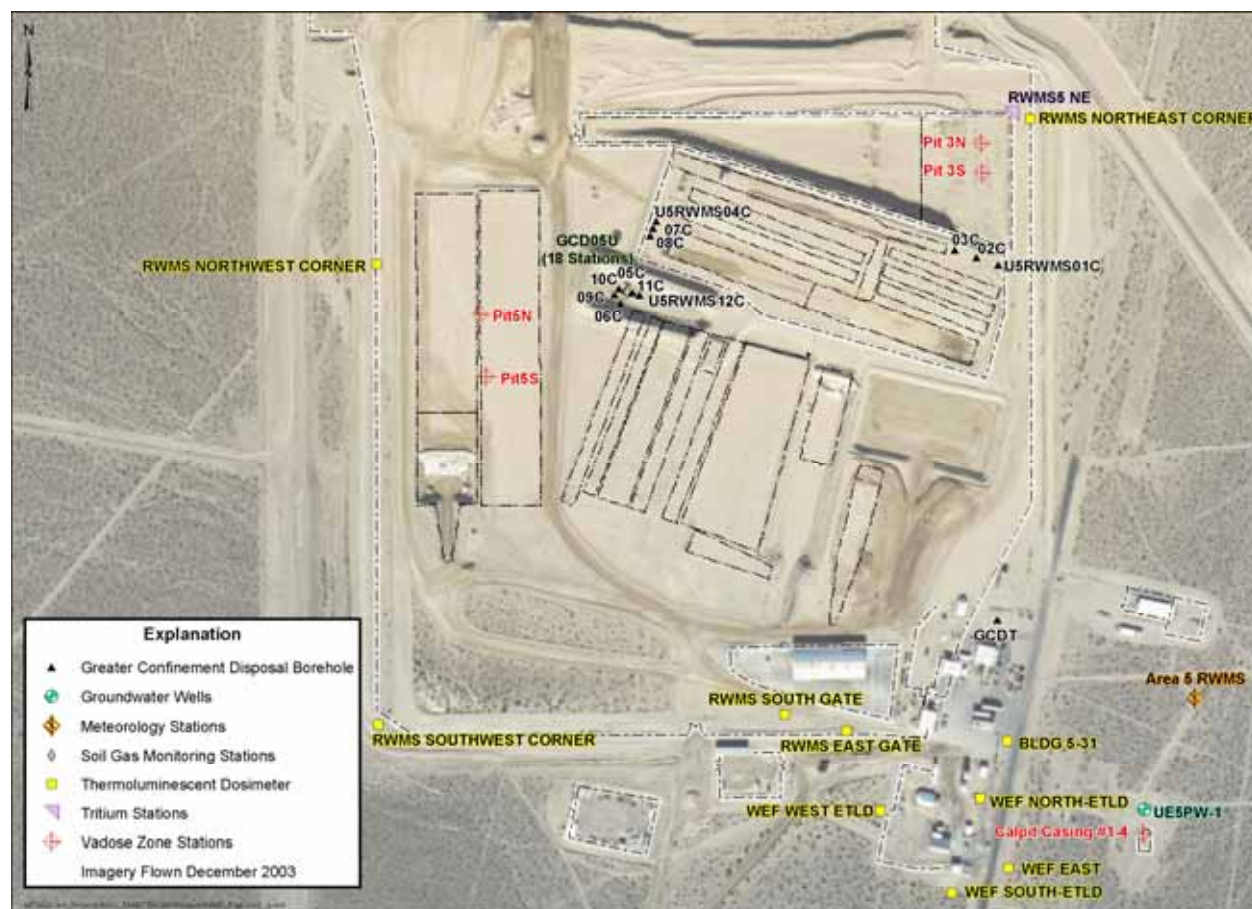 N
RWMS5 NE
RWMS NORTHEAST CORNER
Pit 3N
Pit 3S
U5RWMS04C
07C
08C
GCD05U
(18 Stations)
03C
02C
U5RWMS01C
RWMS NORTHWEST CORNER
05C
10C
11C
09C
U5RWMS12C
06C
Pit5N
Pit5S
GCDT
Area 5 RWMS
RWMS SOUTH GATE
RWMS SOUTHWEST CORNER
RWMS EAST GATE
BLDG 5-31
WEF WEST ETLD
WEF NORTH-ETLD
UE5PW-1
Calpit Casing #1-4
WEF EAST
WEF SOUTH-ETLD
Explanation
Greater Confinement Disposal Borehole
Groundwater Wells
Meteorology Stations
Soil Gas Monitoring Stations
Thermoluminescent Dosimeter
Tritium Stations
Vadose Zone Stations
Imagery Flown December 2003